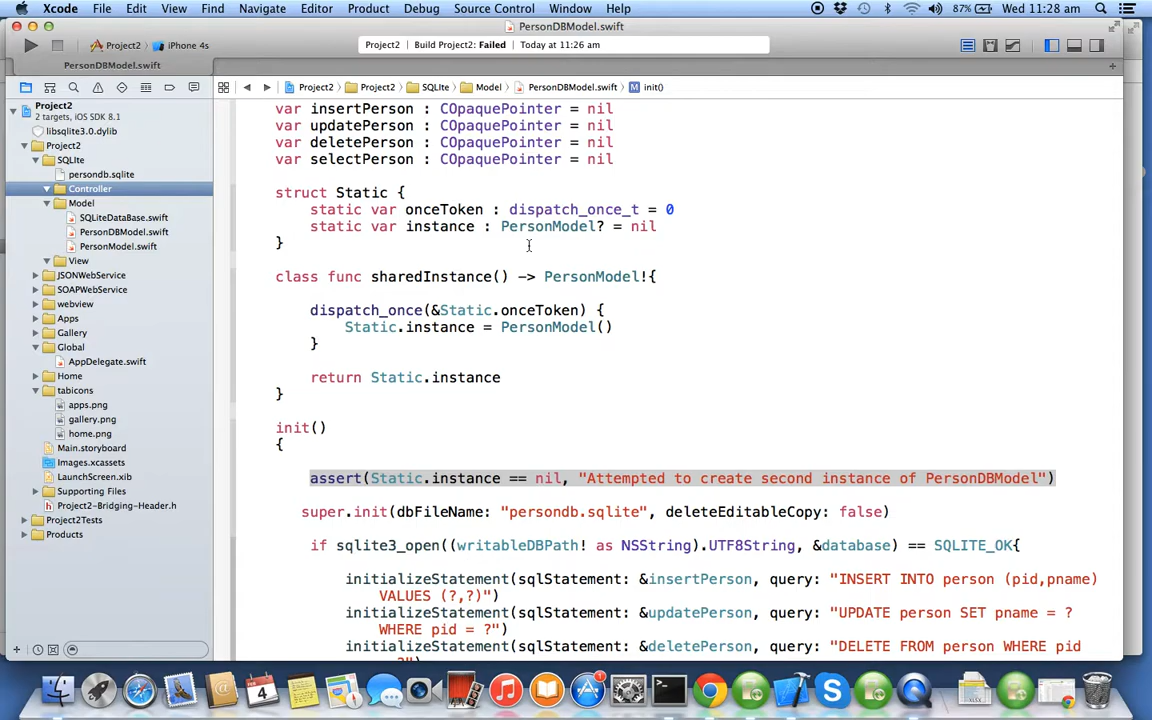 Xcode File Edit View Find Navigate Editor Product Debug Source Control Window Help 87% Wed 11:28 am
PersonDBModel.swift
Project2 iPhone 4s
Project2 Build Project2: Failed Today at 11:26 am
PersonDBModel.swift
Project2
2 targets, iOS SDK 8.1
libsqlite3.0.dylib
Project2
SQLIte
persondb.sqlite
Controller
Model
SQLiteDataBase.swift
PersonDBModel.swift
PersonModel.swift
View
JSONWebService
SOAPWebService
webview
Apps
Gallery
Global
AppDelegate.swift
Home
tabicons
apps.png
gallery.png
home.png
Main.storyboard
Images.xcassets
LaunchScreen.xib
Supporting Files
Project2-Bridging-Header.h
Project2Tests
Products
Project2 Project2 SQLIte Model PersonDBModel.swift M init()
var insertPerson : COpaquePointer = nil
var updatePerson : COpaquePointer = nil
var deletePerson : COpaquePointer = nil
var selectPerson : COpaquePointer = nil
struct Static {
static var onceToken : dispatch_once_t = 0
static var instance : PersonModel? = nil
}
class func sharedInstance() -> PersonModel!{
dispatch_once(&Static.onceToken) {
Static.instance = PersonModel()
}
return Static.instance
}
init()
{
assert(Static.instance == nil, "Attempted to create second instance of PersonDBModel")
super.init(dbFileName: "persondb.sqlite", deleteEditableCopy: false)
if sqlite3_open((writableDBPath! as NSString).UTF8String, &database) == SQLITE_OK{
initializeStatement(sqlStatement: &insertPerson, query: "INSERT INTO person (pid,pname)
VALUES (?,?)")
initializeStatement(sqlStatement: &updatePerson, query: "UPDATE person SET pname = ?
WHERE pid = ?")
initializeStatement(sqlStatement: &deletePerson, query: "DELETE FROM person WHERE pid
FEB
4
1
XLSX